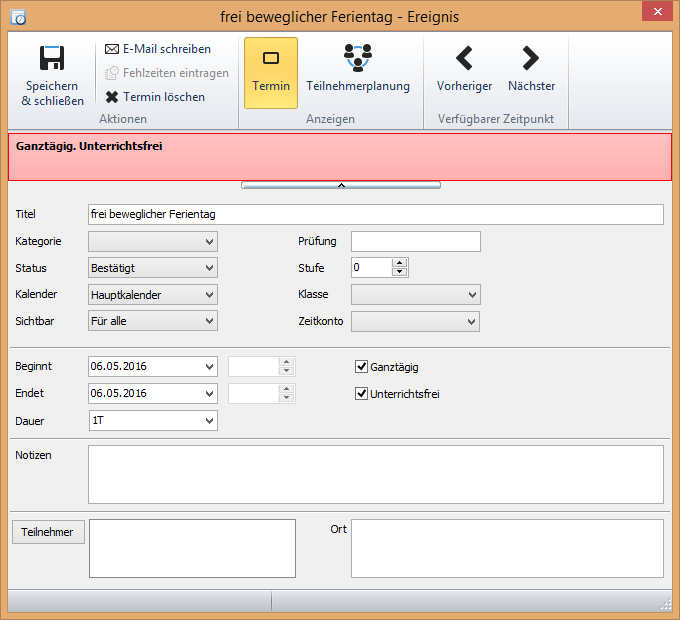 frei beweglicher Ferientag - Ereignis
Speichern
& schließen
E-Mail schreiben
Fehlzeiten eintragen
Termin löschen
Aktionen
Termin
Teilnehmerplanung
Anzeigen
Vorheriger
Nächster
Verfügbarer Zeitpunkt
Ganztägig. Unterrichtsfrei
Titel frei beweglicher Ferientag
Kategorie Prüfung
Status Bestätigt Stufe 0
Kalender Hauptkalender Klasse
Sichtbar Für alle Zeitkonto
Beginnt 06.05.2016 Ganztägig
Endet 06.05.2016 Unterrichtsfrei
Dauer 1T
Notizen
Teilnehmer Ort